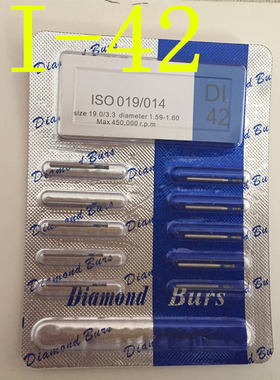 I-42
Diamond Burs
ISO 019/014
size 19.0/3.3 diameter 1.59-1.60
Max 450,000 r.p.m
DI
42
Diamond Burs
Diamond Burs
Diamond Burs